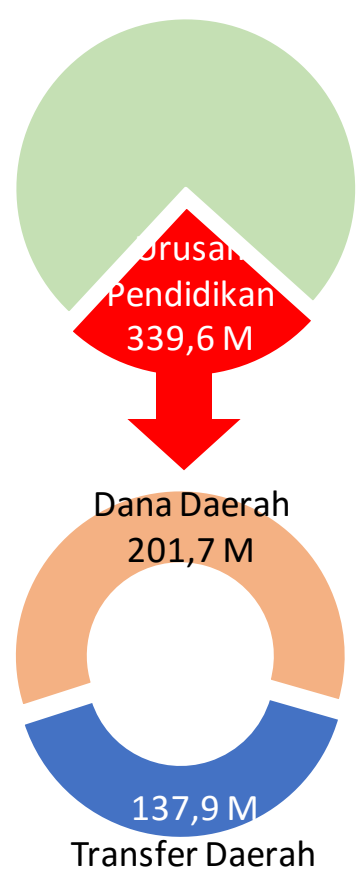 Urusan
Pendidikan
339,6 M
Dana Daerah
201,7 M
137,9 M
Transfer Daerah